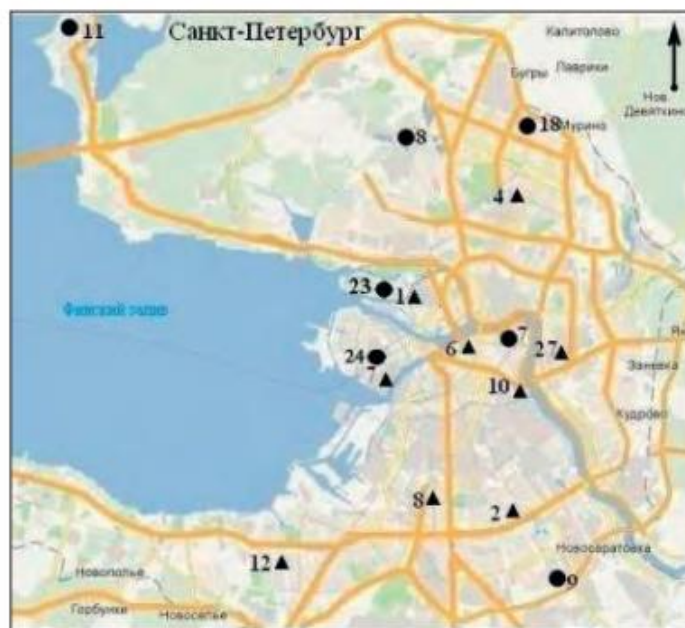 11
Санкт-Петербург
Капитолово
Бугры
Лаврики
Нов.
Девяткино
18
Мурино
8
4
23
1
Финский залив
6
7
27
24
7
10
Заневка
Кудрово
8
2
Новосаратовка
12
9
Новополье
Горбунки
Новоселье